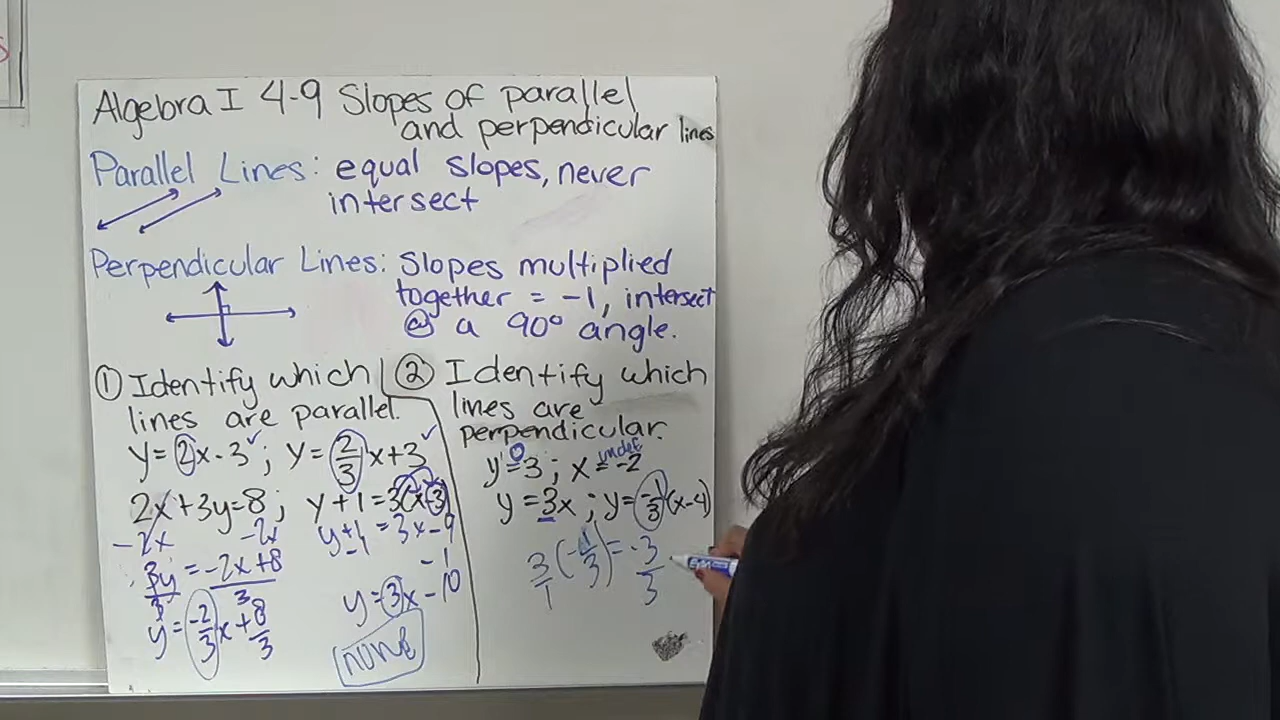 Algebra I 4-9 Slopes of parallel
and perpendicular lines
Parallel Lines: equal slopes, never
intersect
Perpendicular Lines: Slopes multiplied
together = -1, intersect
@ a 90° angle.
① Identify which
lines are parallel.
y = 2x - 3 ✓; y = 2/3 x + 3 ✓
2x + 3y = 8; y + 1 = 3(x - 3)
-2x -2x
3y = -2x + 8
3 3
y = -2/3 x + 8/3
y + 1 = 3x - 9
-1 -1
y = 3x - 10
none
② Identify which
lines are
perpendicular.
0 undef
y = 3; x = -2
y = 3x; y = -1/3 (x - 4)
3/1 (-1/3) = -3/3
EXPO